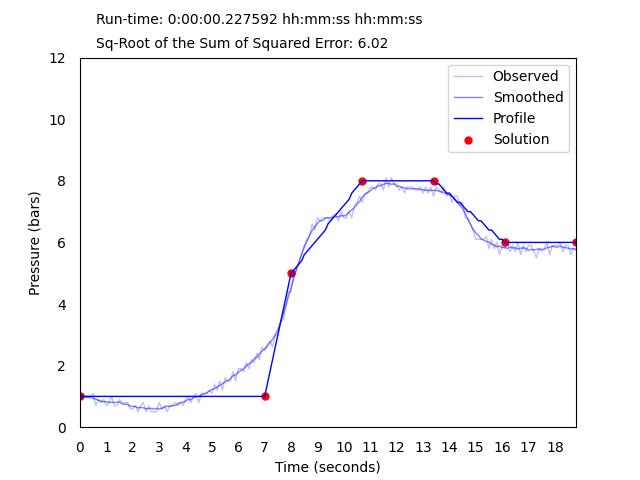 Run-time: 0:00:00.227592 hh:mm:ss hh:mm:ss
Sq-Root of the Sum of Squared Error: 6.02
Observed
Smoothed
Profile
Solution
12
10
8
6
4
2
0
Pressure (bars)
0 1 2 3 4 5 6 7 8 9 10 11 12 13 14 15 16 17 18
Time (seconds)